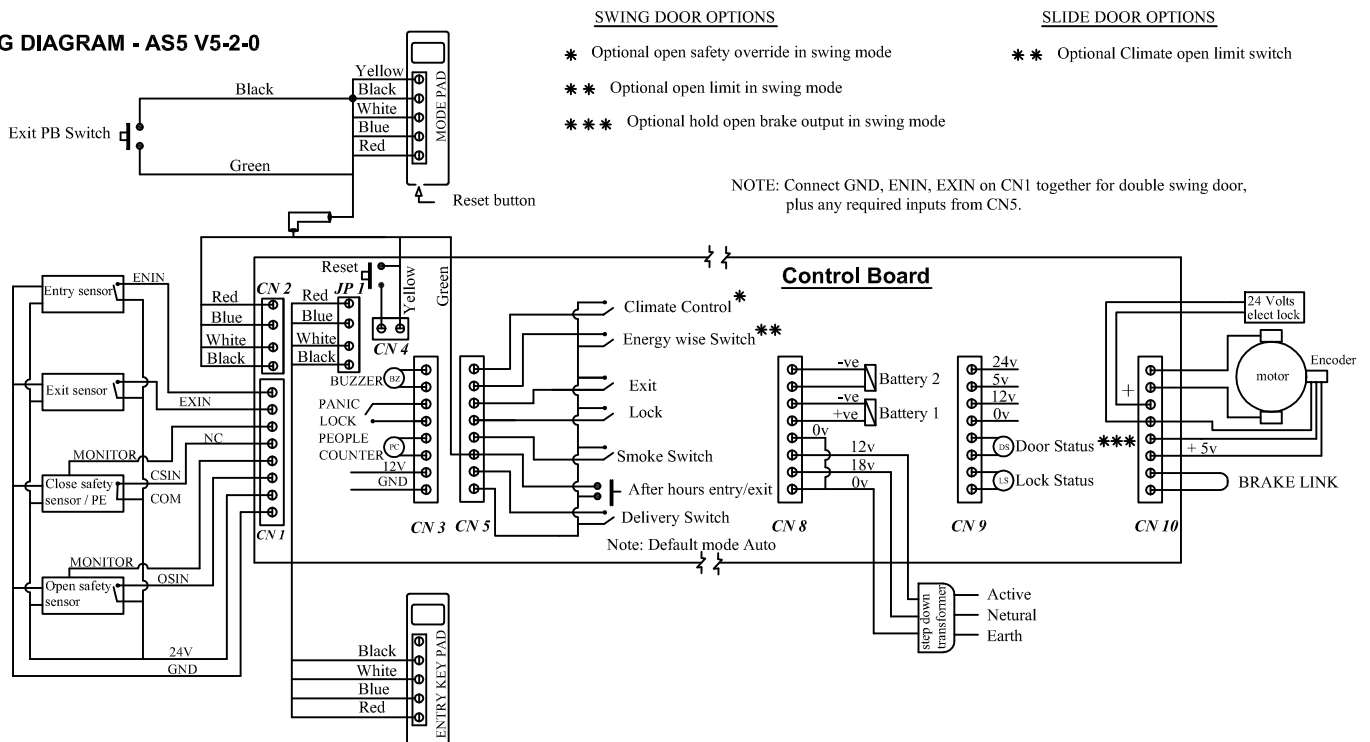 G DIAGRAM - AS5 V5-2-0
SWING DOOR OPTIONS
* Optional open safety override in swing mode
** Optional open limit in swing mode
*** Optional hold open brake output in swing mode
SLIDE DOOR OPTIONS
** Optional Climate open limit switch
NOTE: Connect GND, ENIN, EXIN on CN1 together for double swing door,
plus any required inputs from CN5.
Exit PB Switch
Black
Green
Yellow
Black
White
Blue
Red
MODE PAD
Reset button
Control Board
Entry sensor
ENIN
Exit sensor
EXIN
MONITOR
NC
Close safety
sensor / PE
CSIN
COM
MONITOR
Open safety
sensor
OSIN
24V
GND
CN 2
Red
Blue
White
Black
CN 1
JP 1
Red
Blue
White
Black
Reset
Yellow
Green
CN 4
BUZZER
BZ
PANIC
LOCK
PEOPLE
COUNTER
PC
12V
GND
CN 3
CN 5
Climate Control *
Energy wise Switch **
Exit
Lock
Smoke Switch
After hours entry/exit
Delivery Switch
Note: Default mode Auto
-ve
Battery 2
-ve
+ve
Battery 1
0v
12v
18v
0v
CN 8
24v
5v
12v
0v
DS
Door Status ***
LS
Lock Status
CN 9
24 Volts
elect lock
motor
Encoder
+
+ 5v
BRAKE LINK
CN 10
step down
transformer
Active
Netural
Earth
Black
White
Blue
Red
ENTRY KEY PAD